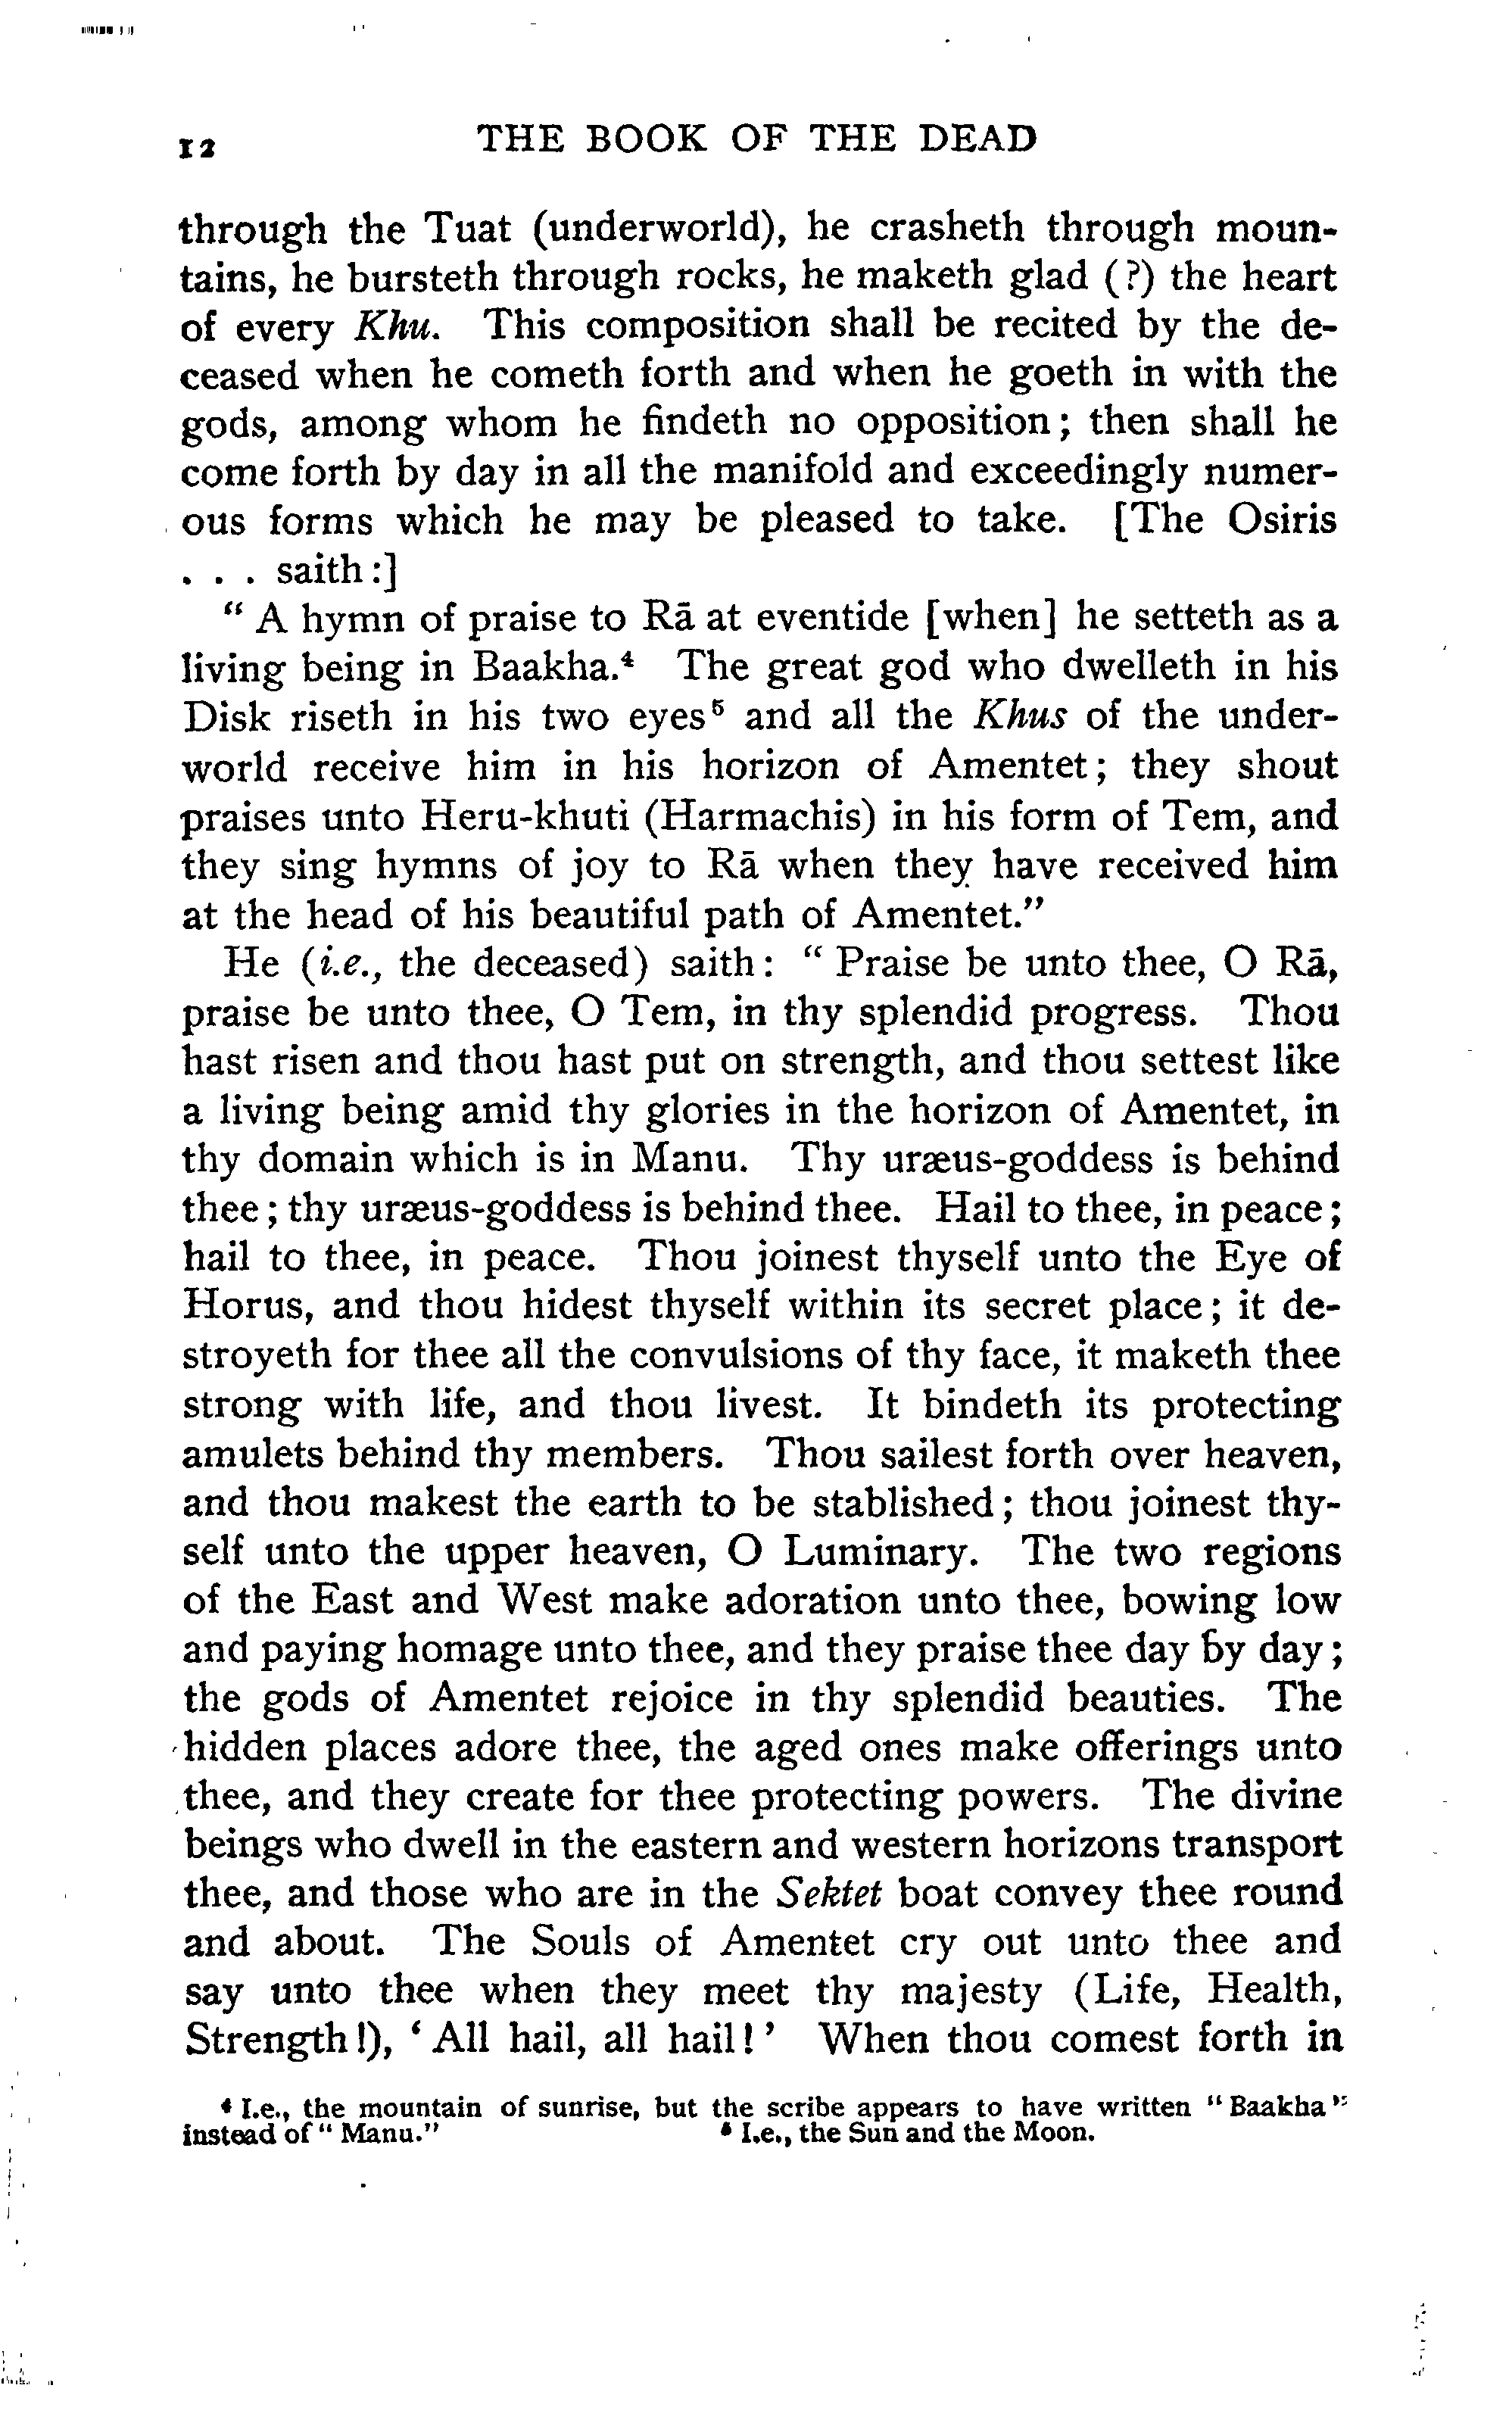 12 THE BOOK OF THE DEAD
through the Tuat (underworld), he crasheth through moun-
tains, he bursteth through rocks, he maketh glad (?) the heart
of every Khu. This composition shall be recited by the de-
ceased when he cometh forth and when he goeth in with the
gods, among whom he findeth no opposition; then shall he
come forth by day in all the manifold and exceedingly numer-
ous forms which he may be pleased to take. [The Osiris
. . . saith:]
“ A hymn of praise to Rā at eventide [when] he setteth as a
living being in Baakha.⁴ The great god who dwelleth in his
Disk riseth in his two eyes⁵ and all the Khus of the under-
world receive him in his horizon of Amentet; they shout
praises unto Heru-khuti (Harmachis) in his form of Tem, and
they sing hymns of joy to Rā when they have received him
at the head of his beautiful path of Amentet.”
He (i.e., the deceased) saith: “ Praise be unto thee, O Rā,
praise be unto thee, O Tem, in thy splendid progress. Thou
hast risen and thou hast put on strength, and thou settest like
a living being amid thy glories in the horizon of Amentet, in
thy domain which is in Manu. Thy uræus-goddess is behind
thee; thy uræus-goddess is behind thee. Hail to thee, in peace;
hail to thee, in peace. Thou joinest thyself unto the Eye of
Horus, and thou hidest thyself within its secret place; it de-
stroyeth for thee all the convulsions of thy face, it maketh thee
strong with life, and thou livest. It bindeth its protecting
amulets behind thy members. Thou sailest forth over heaven,
and thou makest the earth to be stablished; thou joinest thy-
self unto the upper heaven, O Luminary. The two regions
of the East and West make adoration unto thee, bowing low
and paying homage unto thee, and they praise thee day by day;
the gods of Amentet rejoice in thy splendid beauties. The
hidden places adore thee, the aged ones make offerings unto
thee, and they create for thee protecting powers. The divine
beings who dwell in the eastern and western horizons transport
thee, and those who are in the Sektet boat convey thee round
and about. The Souls of Amentet cry out unto thee and
say unto thee when they meet thy majesty (Life, Health,
Strength!), ‘ All hail, all hail! ’ When thou comest forth in
⁴ I.e., the mountain of sunrise, but the scribe appears to have written “ Baakha ”
instead of “ Manu.” ⁵ I.e., the Sun and the Moon.